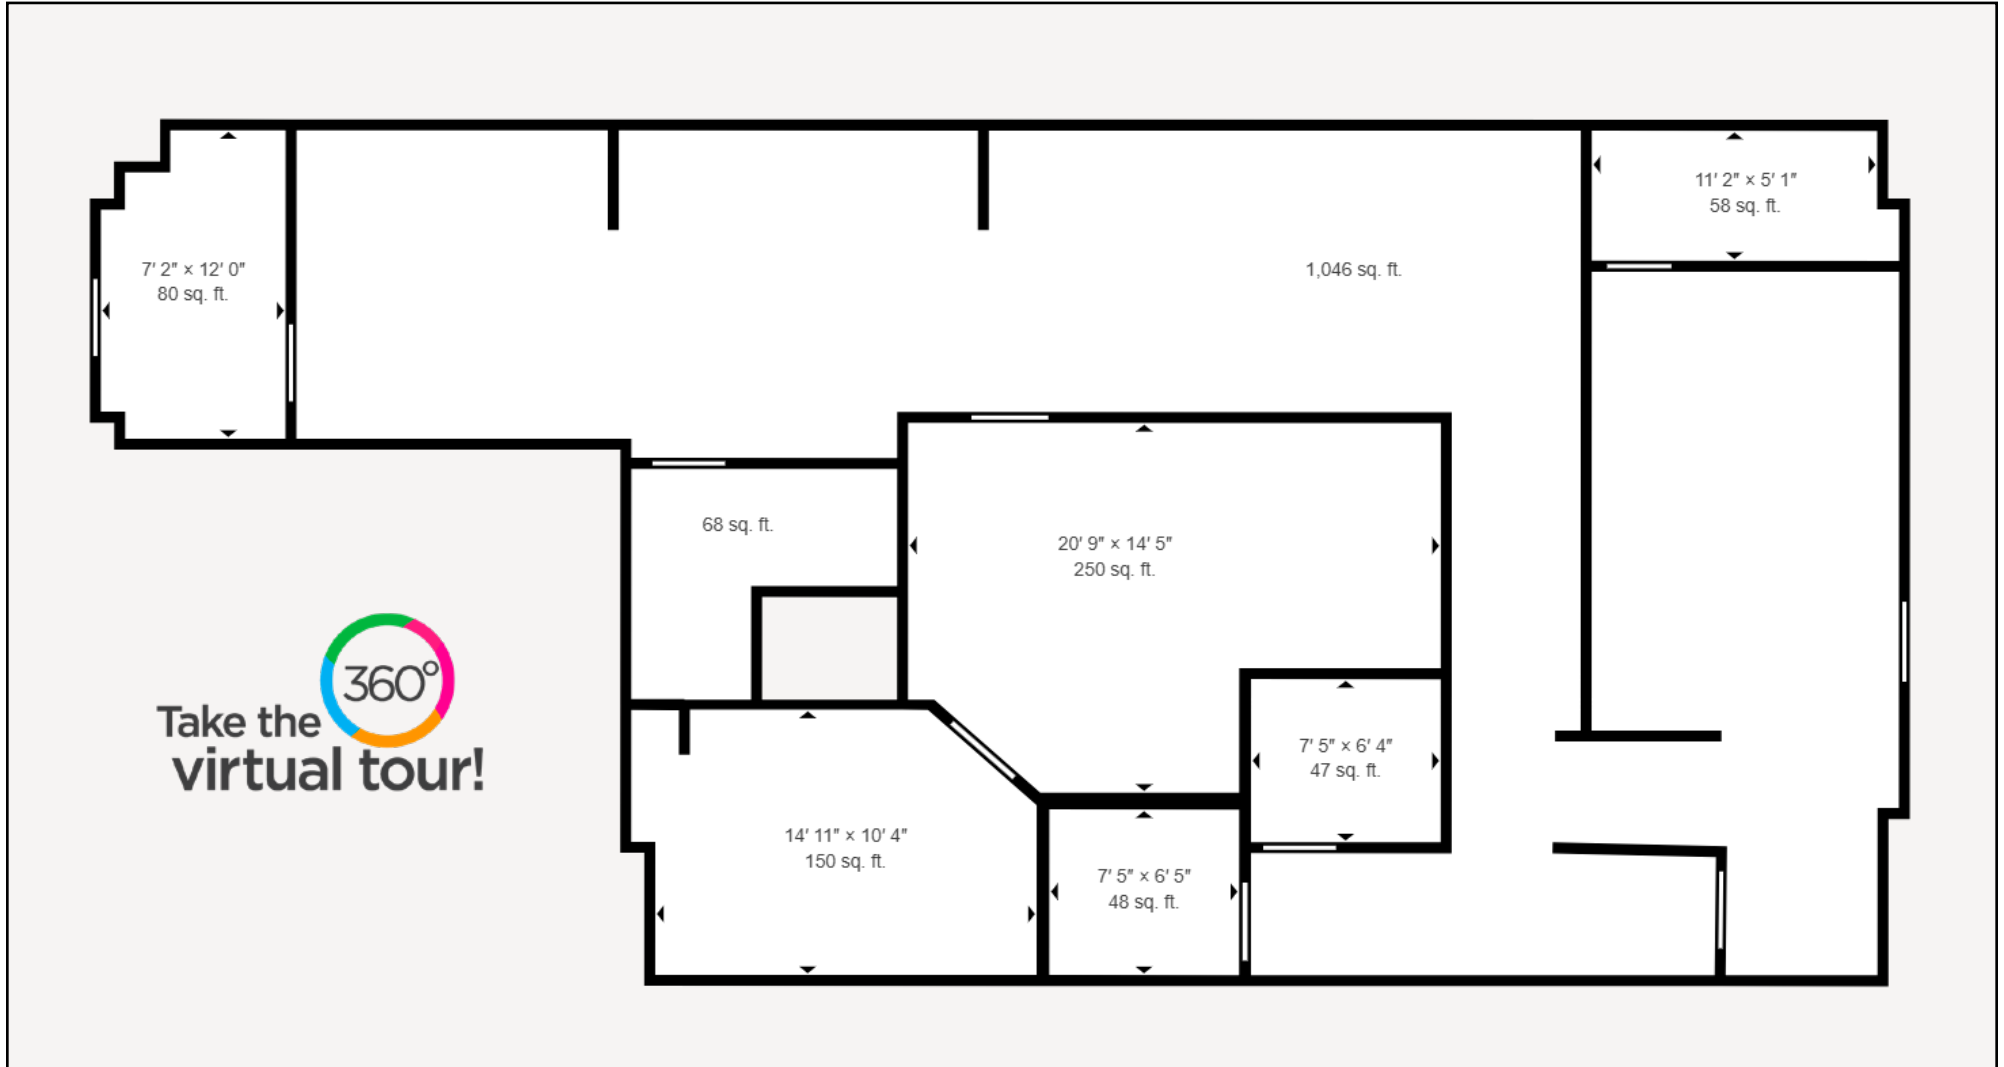 11' 2" × 5' 1"
58 sq. ft.
7' 2" × 12' 0"
80 sq. ft.
1,046 sq. ft.
68 sq. ft.
20' 9" × 14' 5"
250 sq. ft.
360°
Take the
virtual tour!
7' 5" × 6' 4"
47 sq. ft.
14' 11" × 10' 4"
150 sq. ft.
7' 5" × 6' 5"
48 sq. ft.